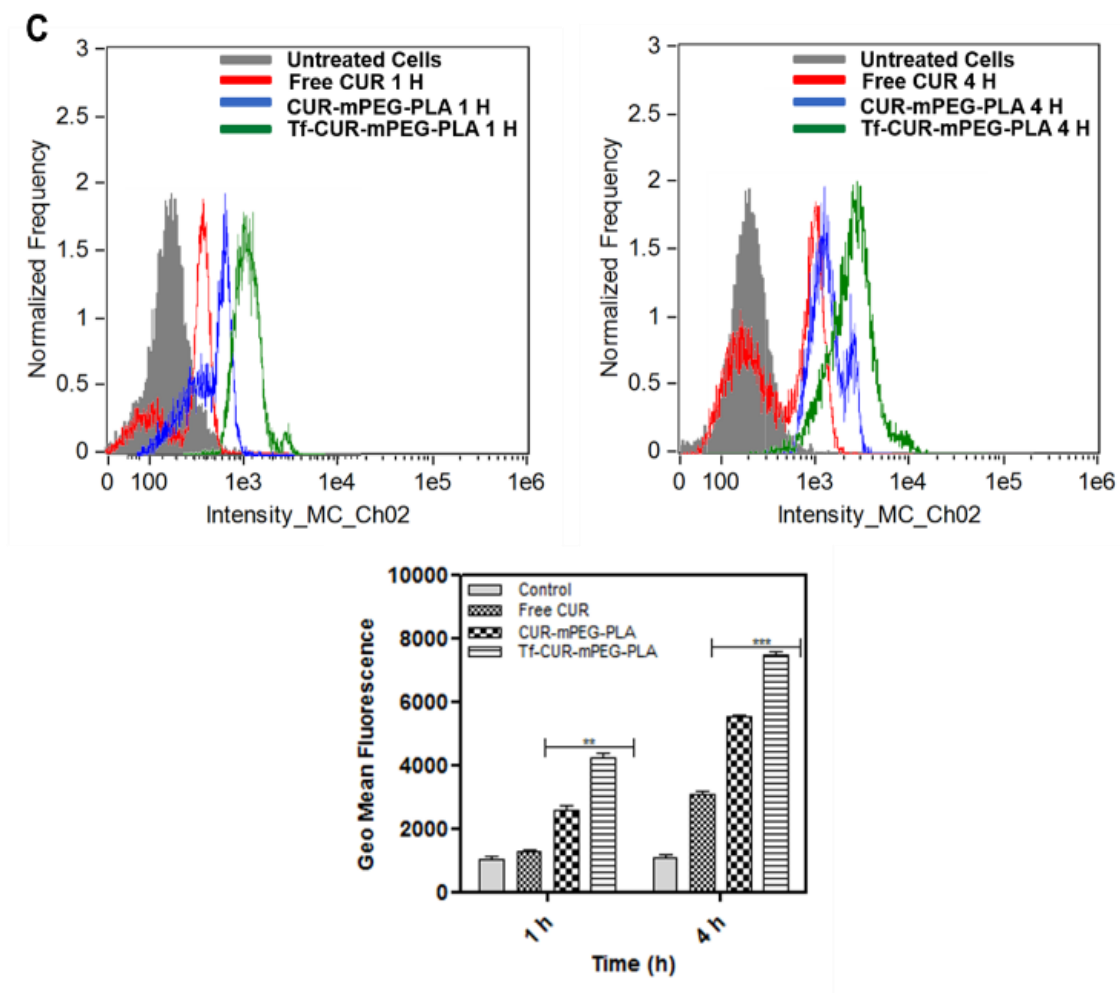 C
3
2.5
2
1.5
1
0.5
0
Normalized Frequency
Untreated Cells
Free CUR 1 H
CUR-mPEG-PLA 1 H
Tf-CUR-mPEG-PLA 1 H
0 100 1e3 1e4 1e5 1e6
Intensity_MC_Ch02
3
2.5
2
1.5
1
0.5
0
Normalized Frequency
Untreated Cells
Free CUR 4 H
CUR-mPEG-PLA 4 H
Tf-CUR-mPEG-PLA 4 H
0 100 1e3 1e4 1e5 1e6
Intensity_MC_Ch02
10000
8000
6000
4000
2000
0
Geo Mean Fluorescence
Control
Free CUR
CUR-mPEG-PLA
Tf-CUR-mPEG-PLA
**
***
1 h
4 h
Time (h)